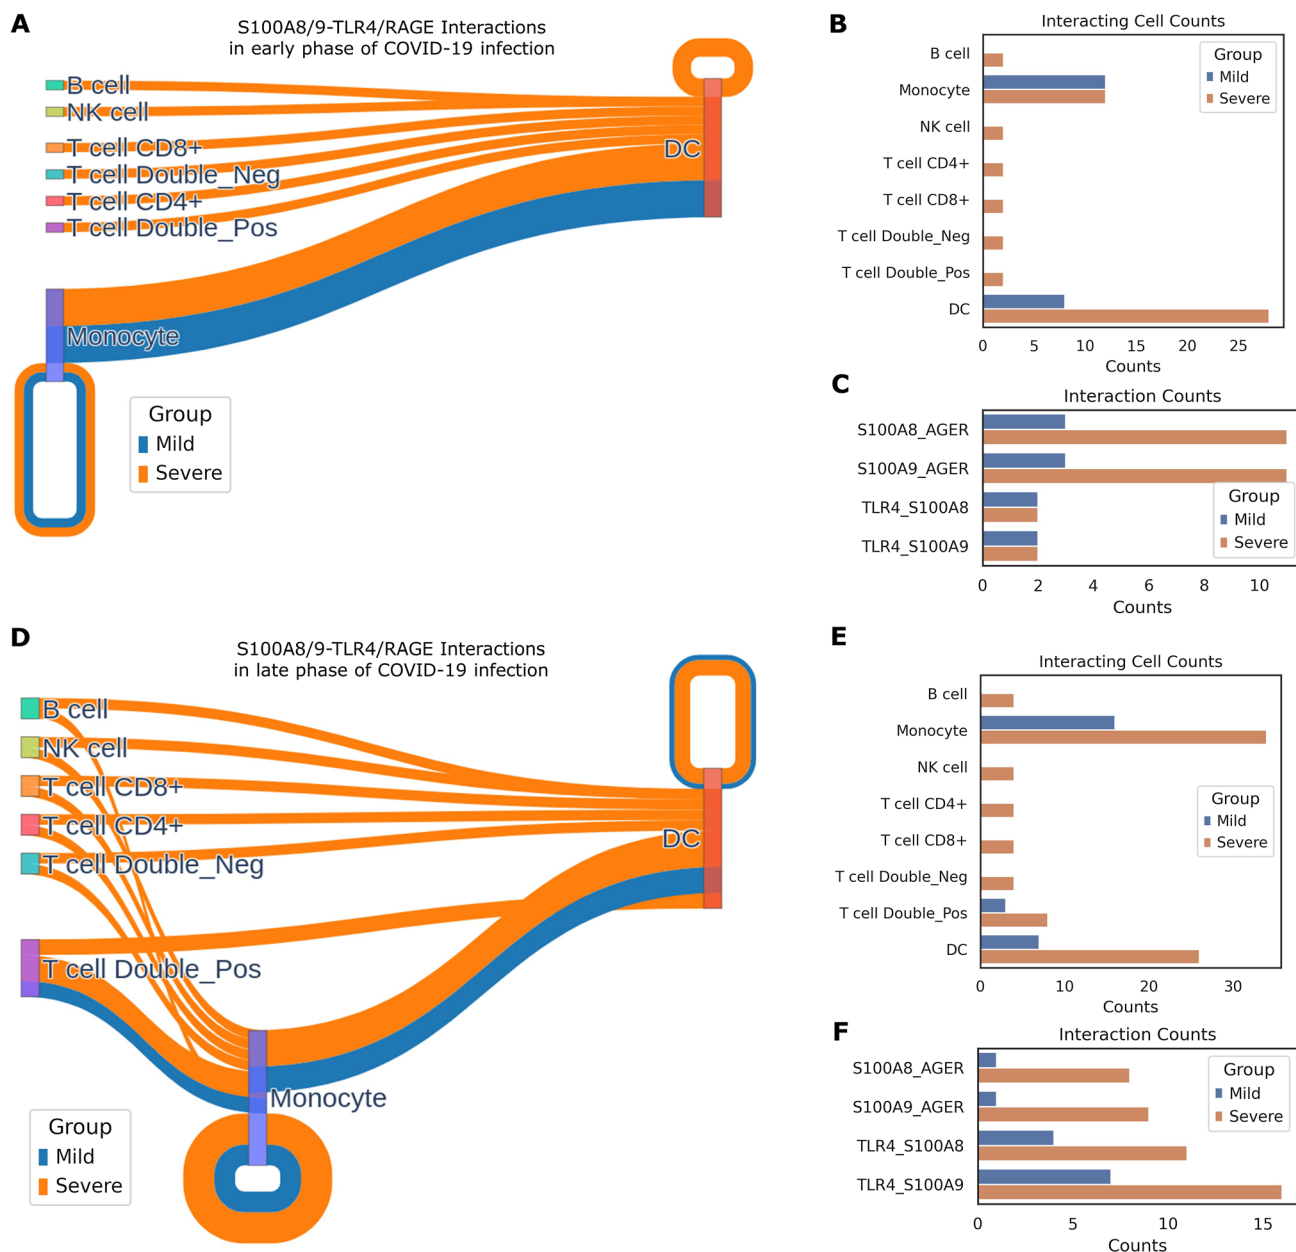 A
S100A8/9-TLR4/RAGE Interactions
in early phase of COVID-19 infection
B cell
NK cell
T cell CD8+
T cell Double_Neg
T cell CD4+
T cell Double_Pos
DC
Monocyte
Group
Mild
Severe
B
Interacting Cell Counts
B cell
Monocyte
NK cell
T cell CD4+
T cell CD8+
T cell Double_Neg
T cell Double_Pos
DC
Group
Mild
Severe
0 5 10 15 20 25
Counts
C
Interaction Counts
S100A8_AGER
S100A9_AGER
TLR4_S100A8
TLR4_S100A9
Group
Mild
Severe
0 2 4 6 8 10
Counts
D
S100A8/9-TLR4/RAGE Interactions
in late phase of COVID-19 infection
B cell
NK cell
T cell CD8+
T cell CD4+
T cell Double_Neg
T cell Double_Pos
DC
Monocyte
Group
Mild
Severe
E
Interacting Cell Counts
B cell
Monocyte
NK cell
T cell CD4+
T cell CD8+
T cell Double_Neg
T cell Double_Pos
DC
Group
Mild
Severe
0 10 20 30
Counts
F
Interaction Counts
S100A8_AGER
S100A9_AGER
TLR4_S100A8
TLR4_S100A9
Group
Mild
Severe
0 5 10 15
Counts